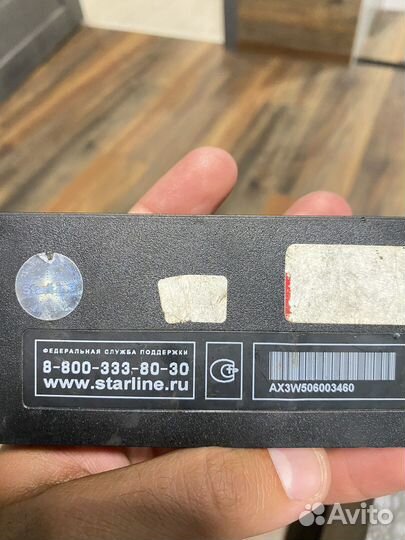 ФЕДЕРАЛЬНАЯ СЛУЖБА ПОДДЕРЖКИ
8-800-333-80-30
www.starline.ru
AX3W506003460
Avito